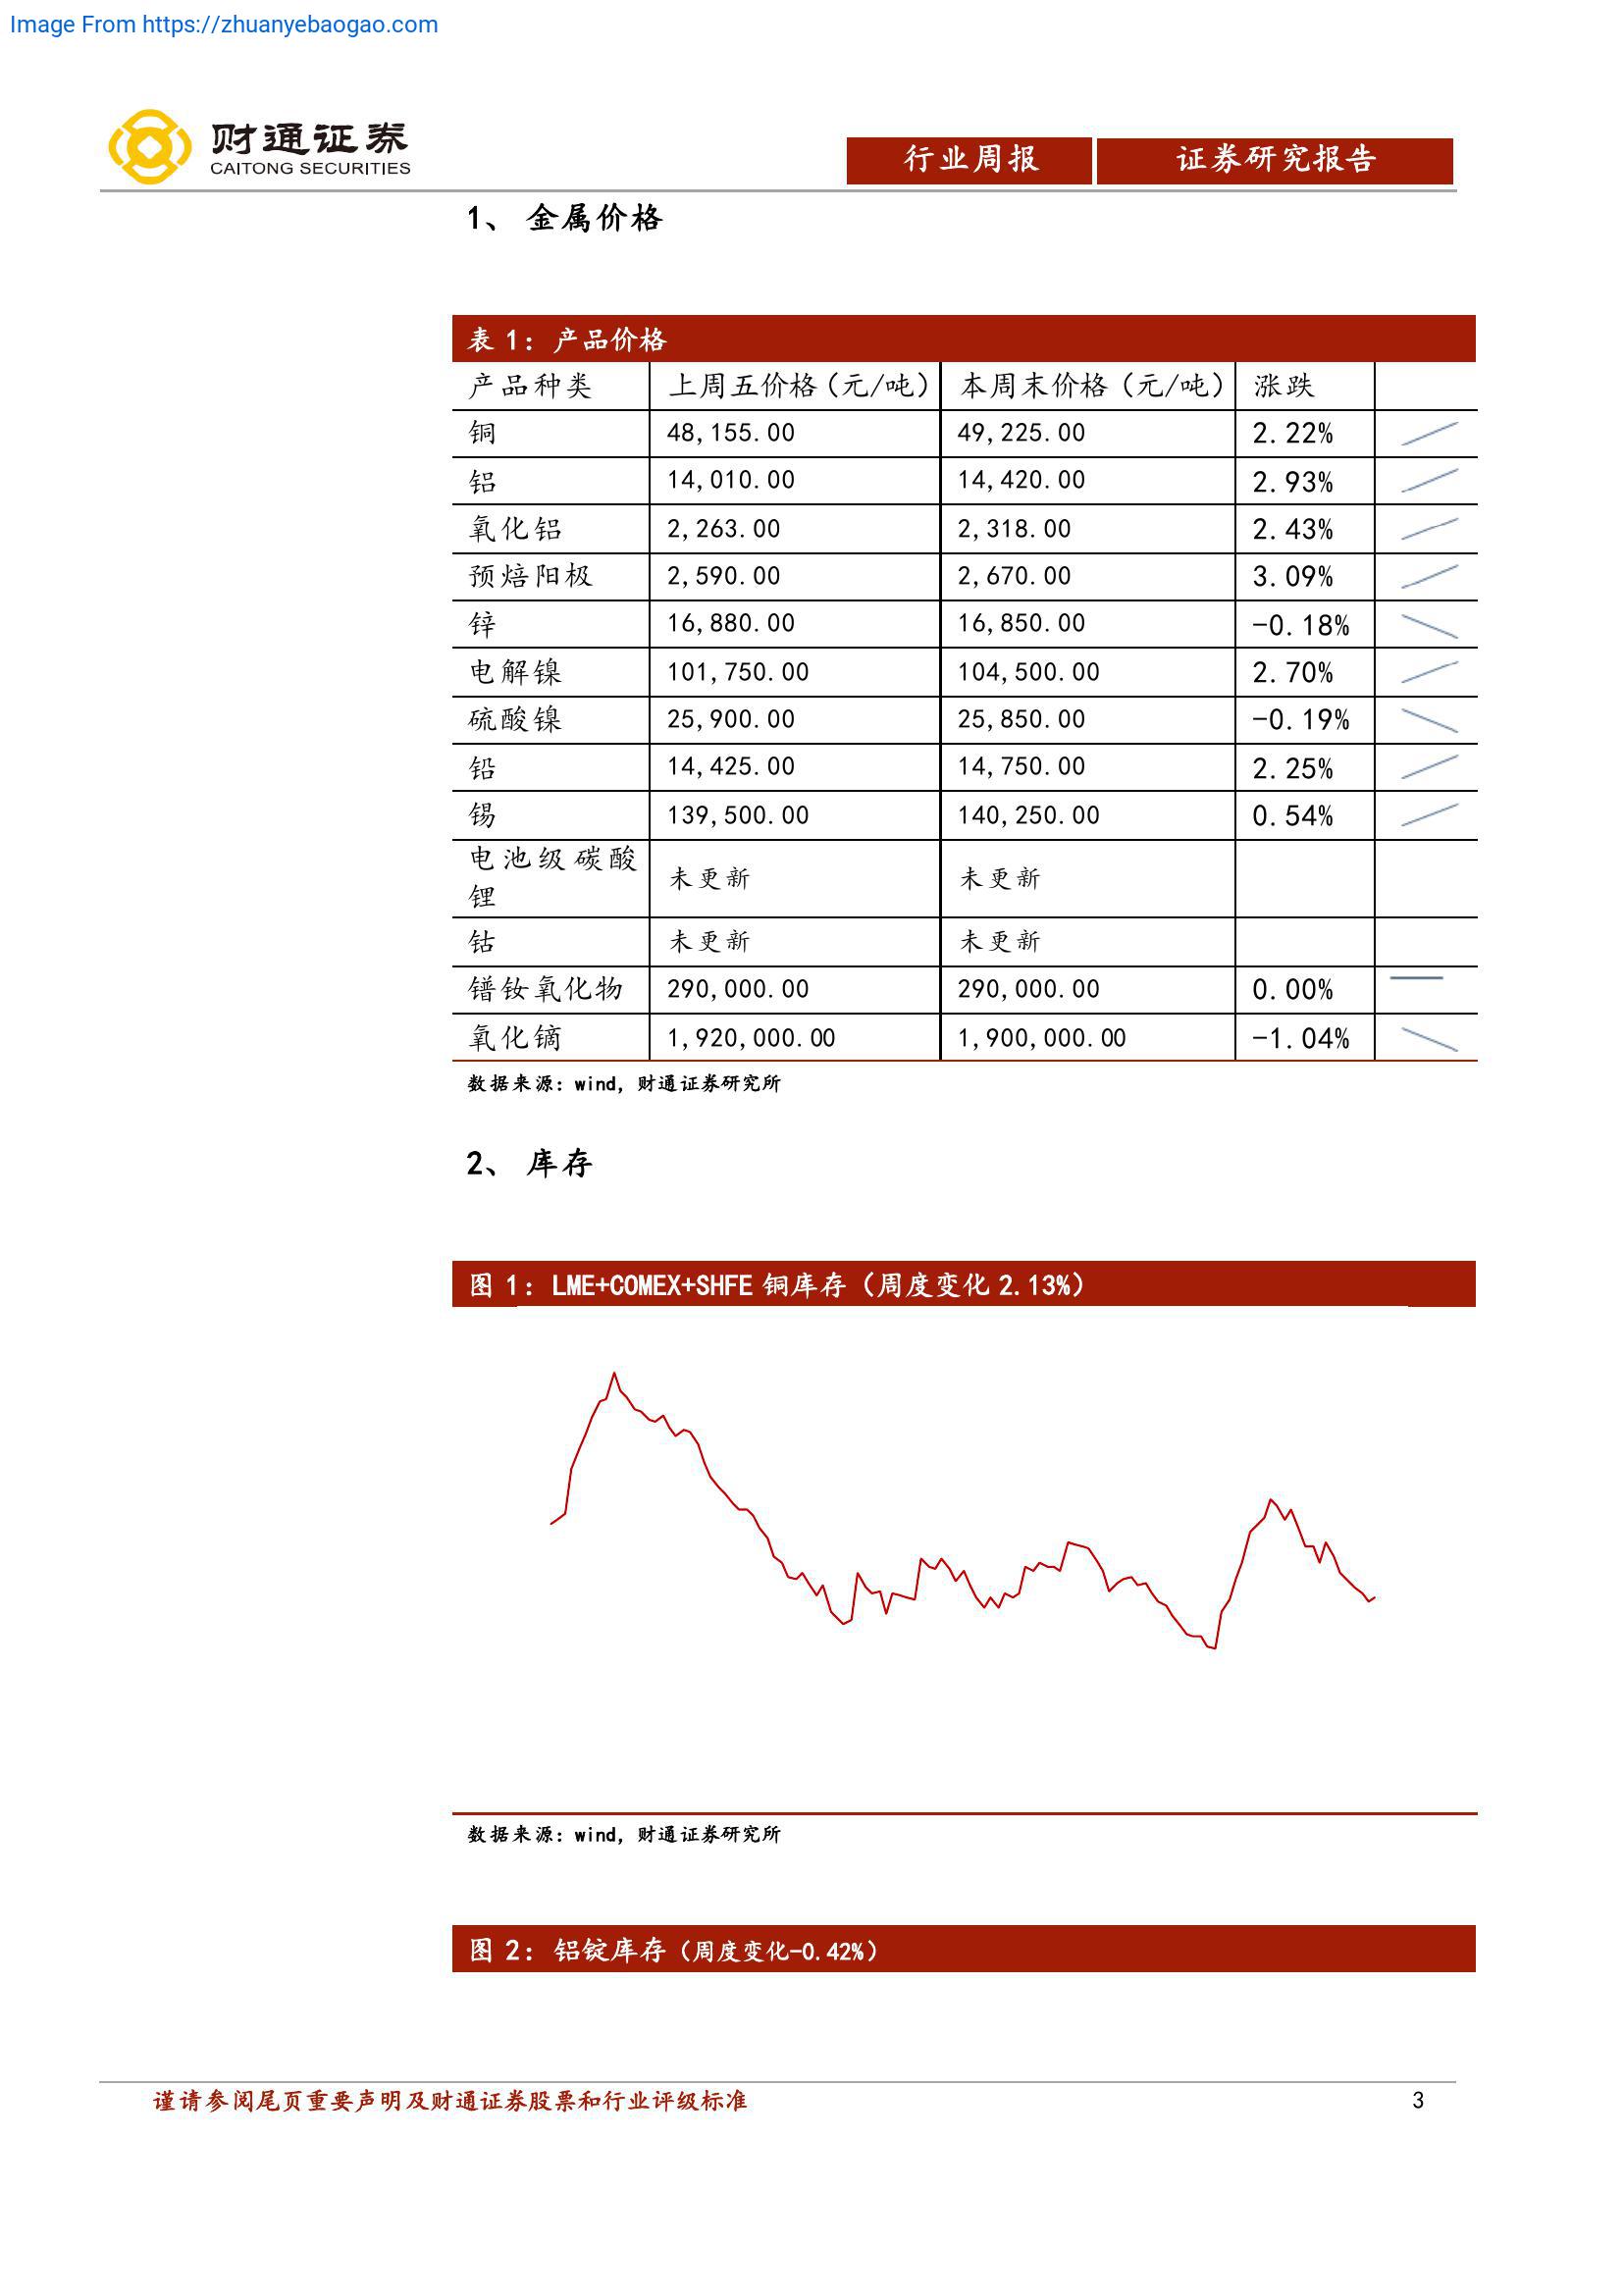 Image From https://zhuanyebaogao.com
财通证券
CAITONG SECURITIES
行业周报 证券研究报告
1、 金属价格
表 1: 产品价格
产品种类 上周五价格（元/吨） 本周末价格（元/吨） 涨跌
铜 48,155.00 49,225.00 2.22%
铝 14,010.00 14,420.00 2.93%
氧化铝 2,263.00 2,318.00 2.43%
预焙阳极 2,590.00 2,670.00 3.09%
锌 16,880.00 16,850.00 -0.18%
电解镍 101,750.00 104,500.00 2.70%
硫酸镍 25,900.00 25,850.00 -0.19%
铅 14,425.00 14,750.00 2.25%
锡 139,500.00 140,250.00 0.54%
电池级碳酸
锂 未更新 未更新
钴 未更新 未更新
镨钕氧化物 290,000.00 290,000.00 0.00%
氧化镝 1,920,000.00 1,900,000.00 -1.04%
数据来源: wind, 财通证券研究所
2、 库存
图 1: LME+COMEX+SHFE 铜库存（周度变化 2.13%）
数据来源: wind, 财通证券研究所
图 2: 铝锭库存（周度变化-0.42%）
谨请参阅尾页重要声明及财通证券股票和行业评级标准 3